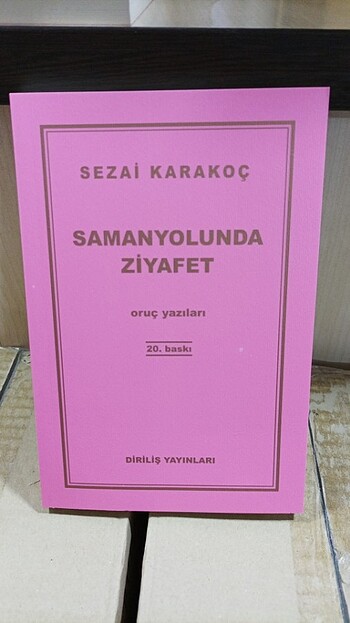 SEZAİ KARAKOÇ
SAMANYOLUNDA
ZİYAFET
oruç yazıları
20. baskı
DİRİLİŞ YAYINLARI